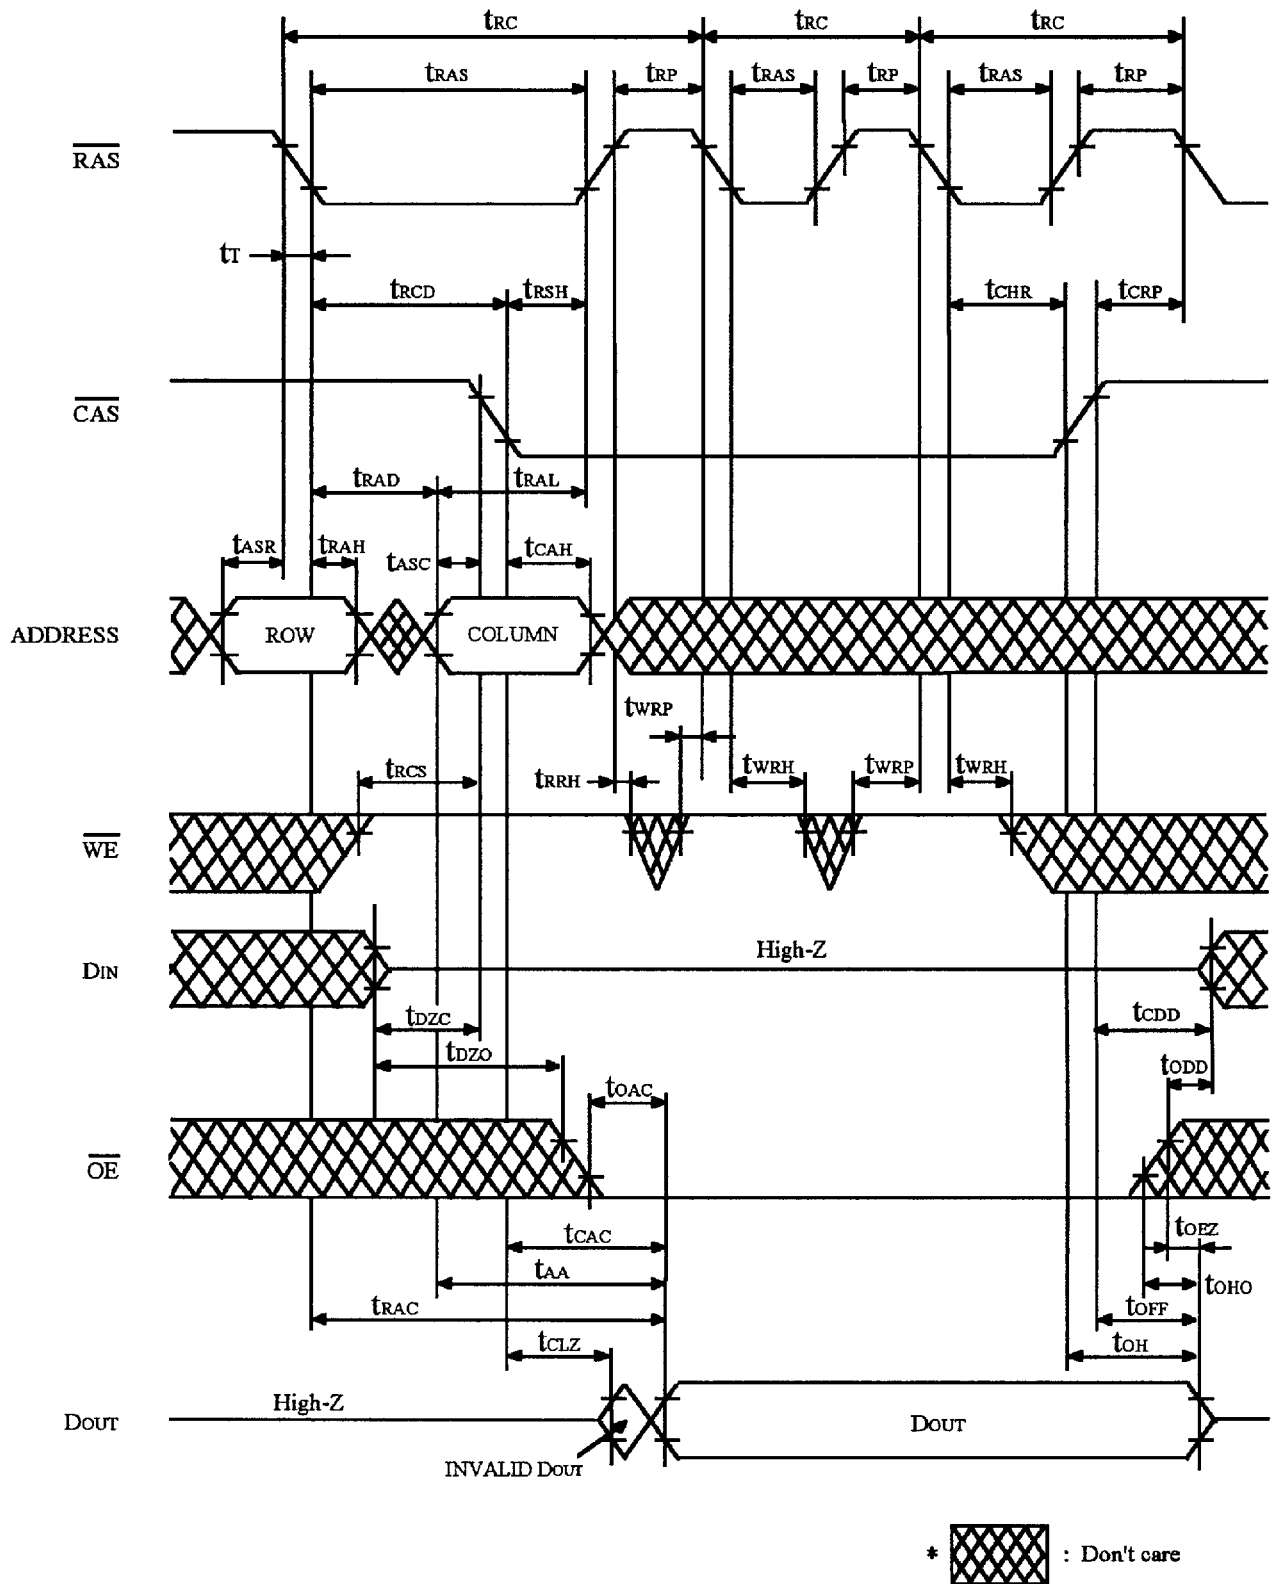 tRC tRC tRC
tRAS tRP tRAS tRP tRAS tRP
RAS
tT
tRCD tRSH tCHR tCRP
CAS
tRAD tRAL
tASR tRAH tASC tCAH
ADDRESS ROW COLUMN
tWRP
tRCS tRRH tWRH tWRP tWRH
WE
High-Z
DIN
tDZC tCDD
tDZO tODD
tOAC
OE
tCAC tOEZ
tAA tOHO
tRAC tOFF
tCLZ tOH
High-Z
DOUT DOUT
INVALID DOUT
* : Don't care